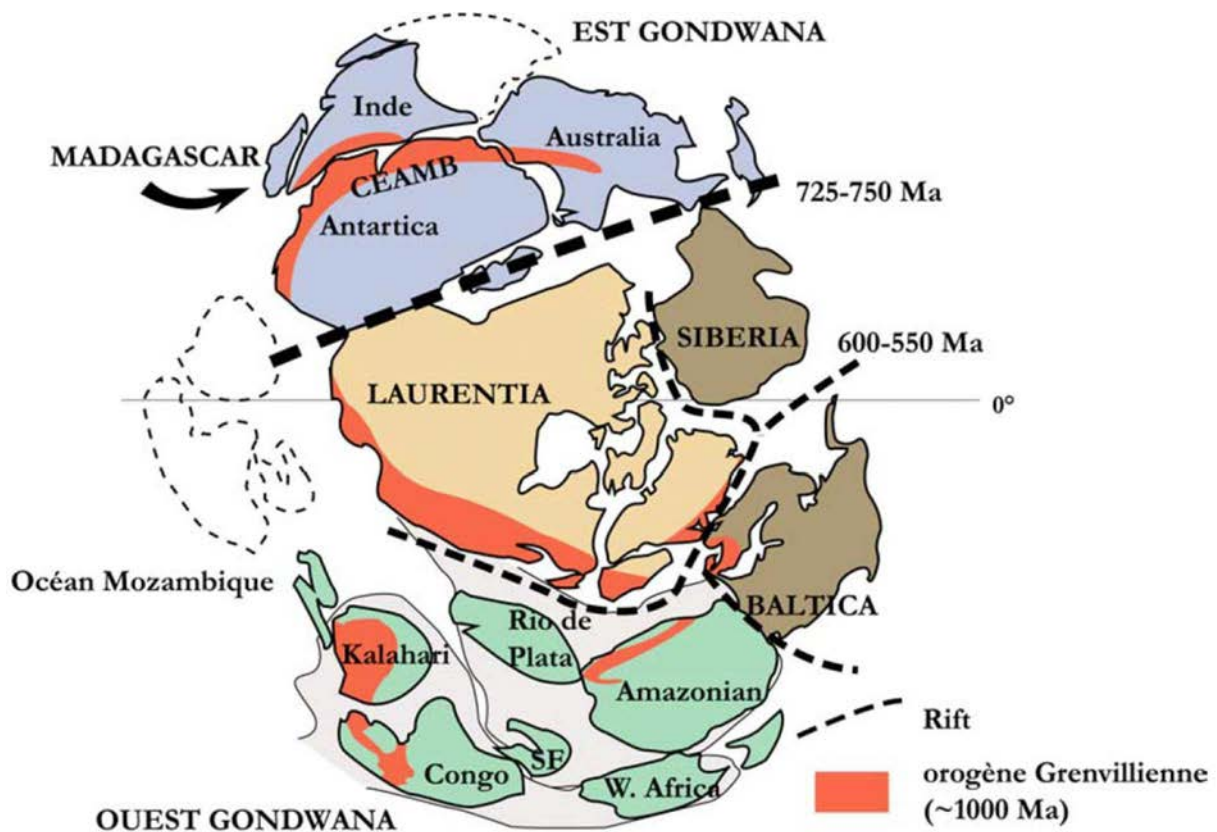 EST GONDWANA
Inde
Australia
MADAGASCAR
CEAMB
Antartica
725-750 Ma
SIBERIA
600-550 Ma
LAURENTIA
0°
Océan Mozambique
BALTICA
Rio de
Plata
Kalahari
Amazonian
Rift
SF
Congo
W. Africa
orogène Grenvillienne
(~1000 Ma)
OUEST GONDWANA